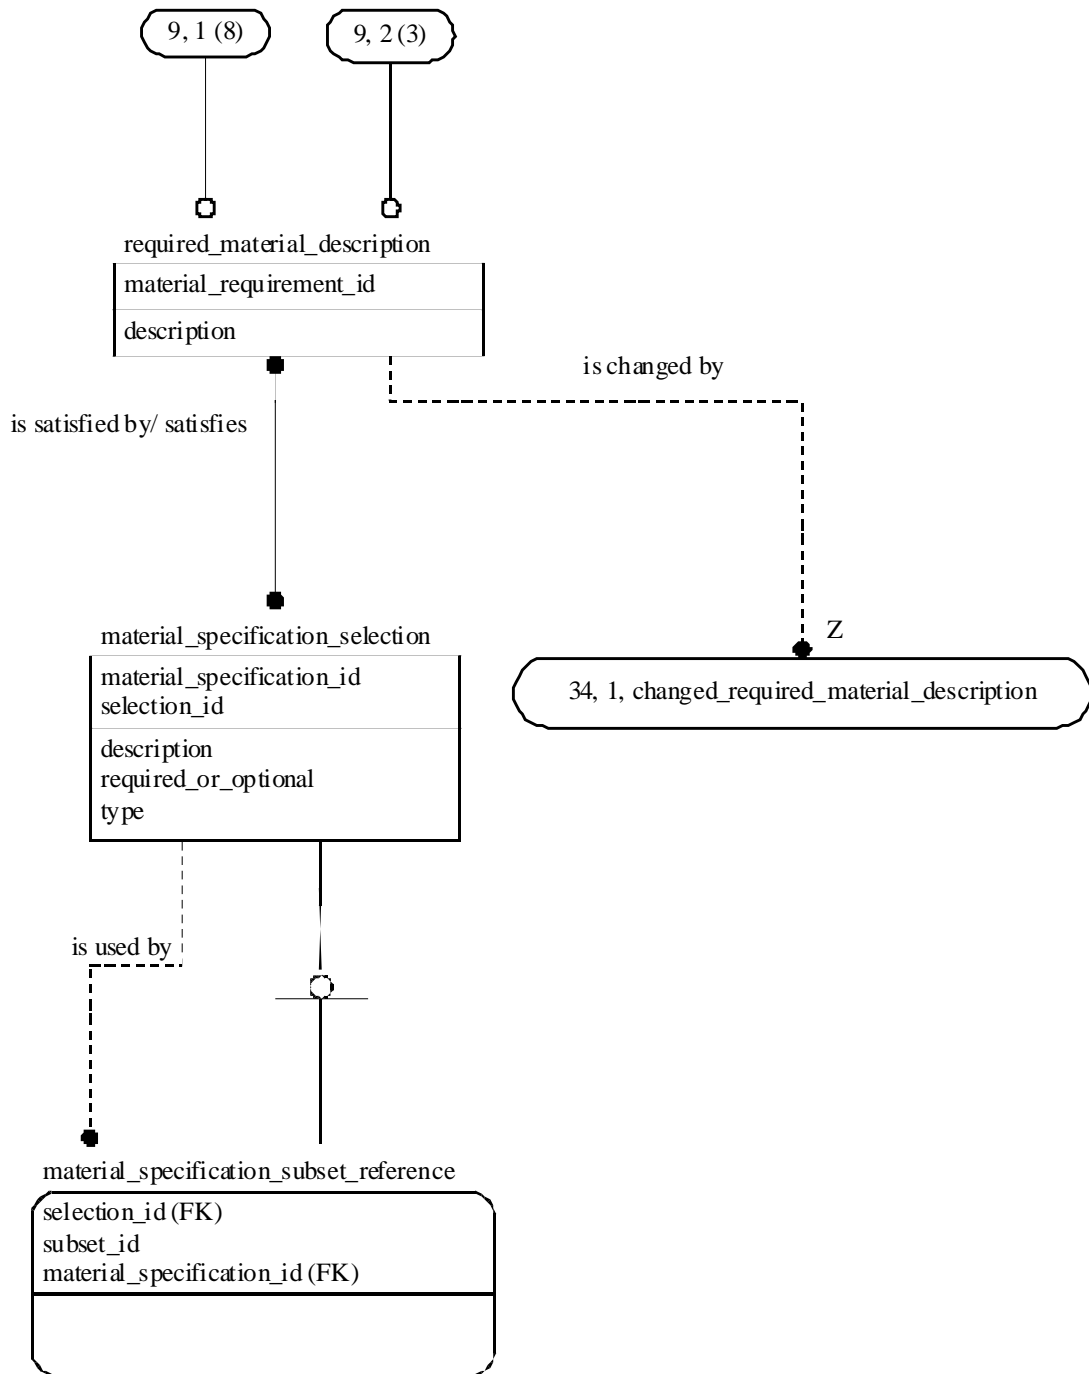 9, 1 (8)
9, 2 (3)
required_material_description
material_requirement_id
description
is changed by
is satisfied by/ satisfies
Z
material_specification_selection
material_specification_id
selection_id
34, 1, changed_required_material_description
description
required_or_optional
type
is used by
material_specification_subset_reference
selection_id (FK)
subset_id
material_specification_id (FK)